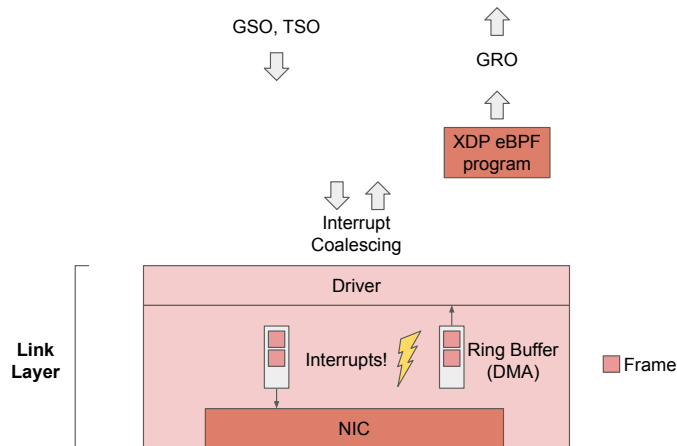 GSO, TSO
GRO
XDP eBPF
program
Interrupt
Coalescing
Driver
Link
Layer
Interrupts!
Ring Buffer
(DMA)
Frame
NIC